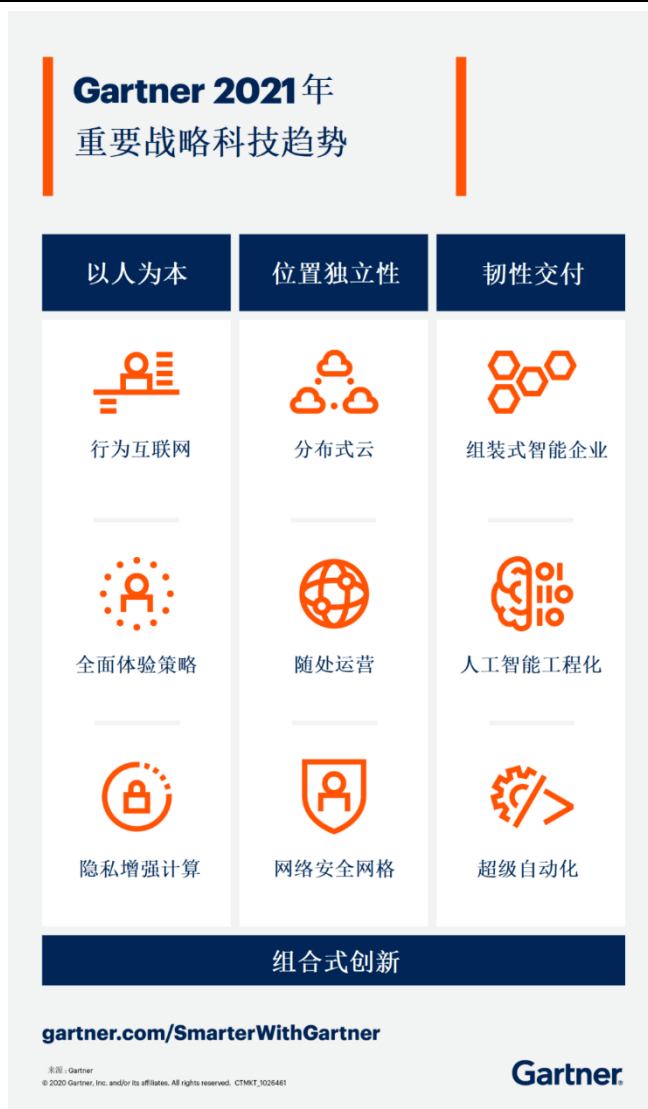 Gartner 2021年
重要战略科技趋势
以人为本
位置独立性
韧性交付
行为互联网
分布式云
组装式智能企业
全面体验策略
随处运营
人工智能工程化
隐私增强计算
网络安全网格
超级自动化
组合式创新
gartner.com/SmarterWithGartner
来源：Gartner
© 2020 Gartner, Inc. and/or its affiliates. All rights reserved. CTMKT_1026461
Gartner